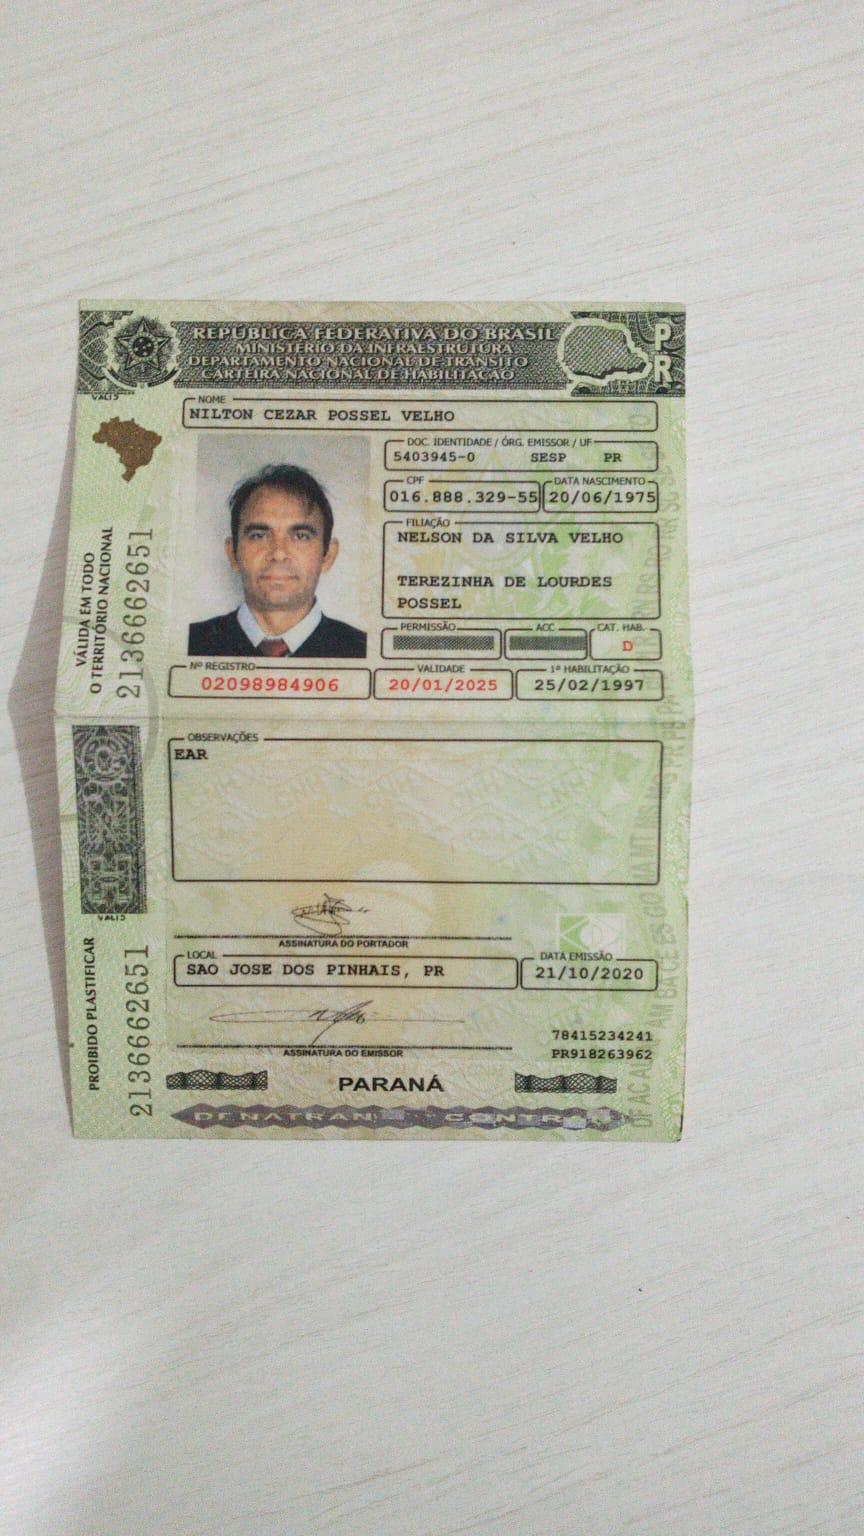 REPÚBLICA FEDERATIVA DO BRASIL
MINISTÉRIO DA INFRAESTRUTURA
DEPARTAMENTO NACIONAL DE TRÂNSITO
CARTEIRA NACIONAL DE HABILITAÇÃO
PR
VALID
NOME
NILTON CEZAR POSSEL VELHO
DOC. IDENTIDADE / ÓRG. EMISSOR / UF
5403945-0 SESP PR
CPF DATA NASCIMENTO
016.888.329-55 20/06/1975
FILIAÇÃO
NELSON DA SILVA VELHO
TEREZINHA DE LOURDES
POSSEL
PERMISSÃO ACC CAT. HAB.
D
Nº REGISTRO VALIDADE 1ª HABILITAÇÃO
02098984906 20/01/2025 25/02/1997
VÁLIDA EM TODO
O TERRITÓRIO NACIONAL
2136662651
OBSERVAÇÕES
EAR
VALID
ASSINATURA DO PORTADOR
LOCAL DATA EMISSÃO
SAO JOSE DOS PINHAIS, PR 21/10/2020
ASSINATURA DO EMISSOR
78415234241
PR918263962
PROIBIDO PLASTIFICAR
2136662651
PARANÁ
DENATRAN CONTRAN